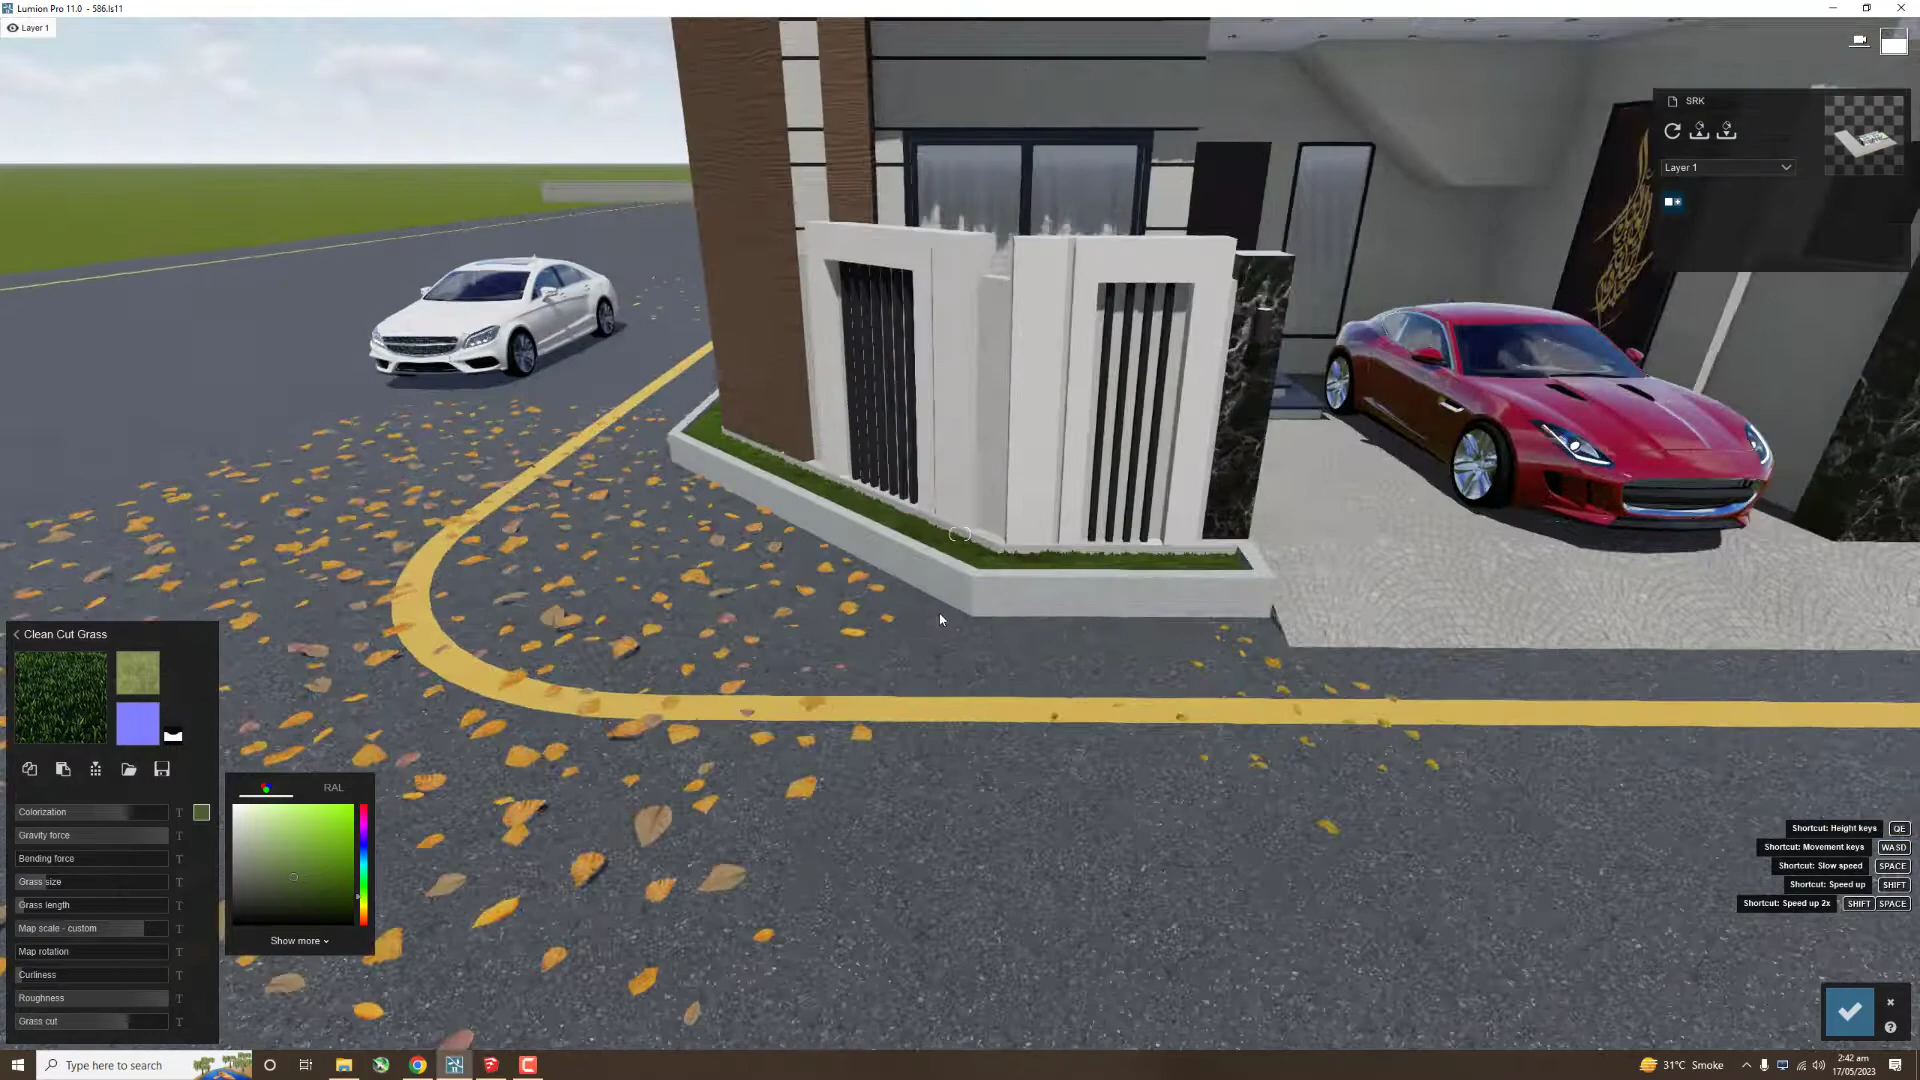 Lumion Pro 11.0 - 586.ls11
Layer 1
SRK
Layer 1
Clean Cut Grass
Colorization T
Gravity force T
Bending force T
Grass size T
Grass length T
Map scale - custom T
Map rotation T
Curliness T
Roughness T
Grass cut T
RAL
Show more
Shortcut: Height keys QE
Shortcut: Movement keys WASD
Shortcut: Slow speed SPACE
Shortcut: Speed up SHIFT
Shortcut: Speed up 2x SHIFT SPACE
Type here to search
31°C Smoke
2:42 am
17/05/2023